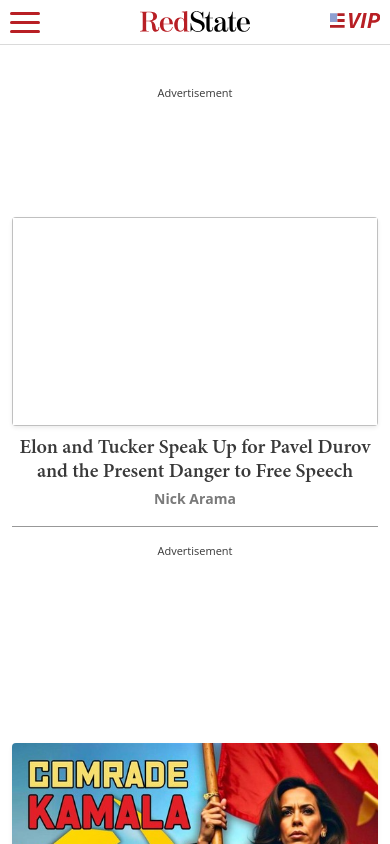 RedState
VIP
Advertisement
Elon and Tucker Speak Up for Pavel Durov
and the Present Danger to Free Speech
Nick Arama
Advertisement
COMRADE
KAMALA